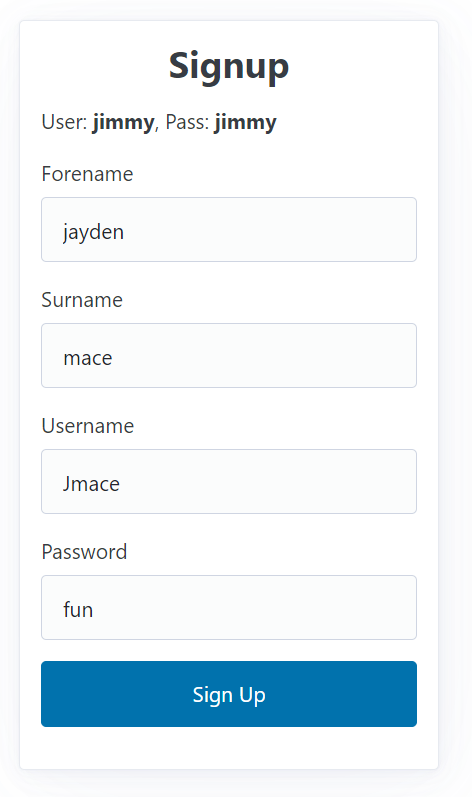 Signup
User: jimmy, Pass: jimmy
Forename
jayden
Surname
mace
Username
Jmace
Password
fun
Sign Up